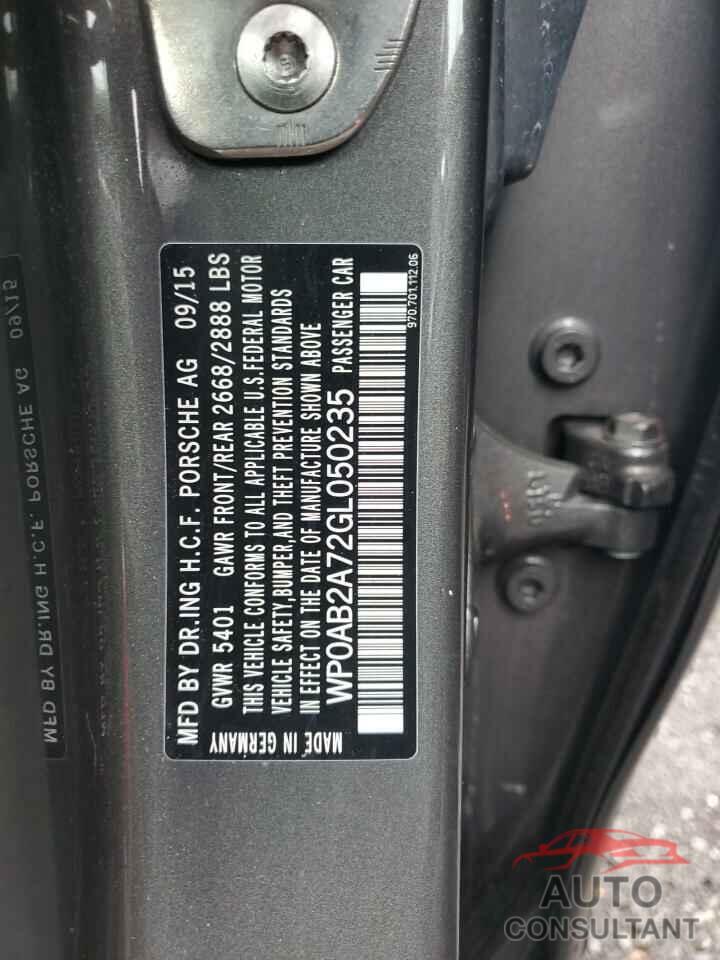 MFD BY DR.ING H.C.F. PORSCHE AG 09/15
GVWR 5401 GAWR FRONT/REAR 2668/2888 LBS
THIS VEHICLE CONFORMS TO ALL APPLICABLE U.S.FEDERAL MOTOR
VEHICLE SAFETY,BUMPER,AND THEFT PREVENTION STANDARDS
IN EFFECT ON DATE OF MANUFACTURE SHOWN ABOVE
WP0AB2A72GL050235 PASSENGER CAR
MADE IN GERMANY
970.701.112.06
AUTO
CONSULTANT